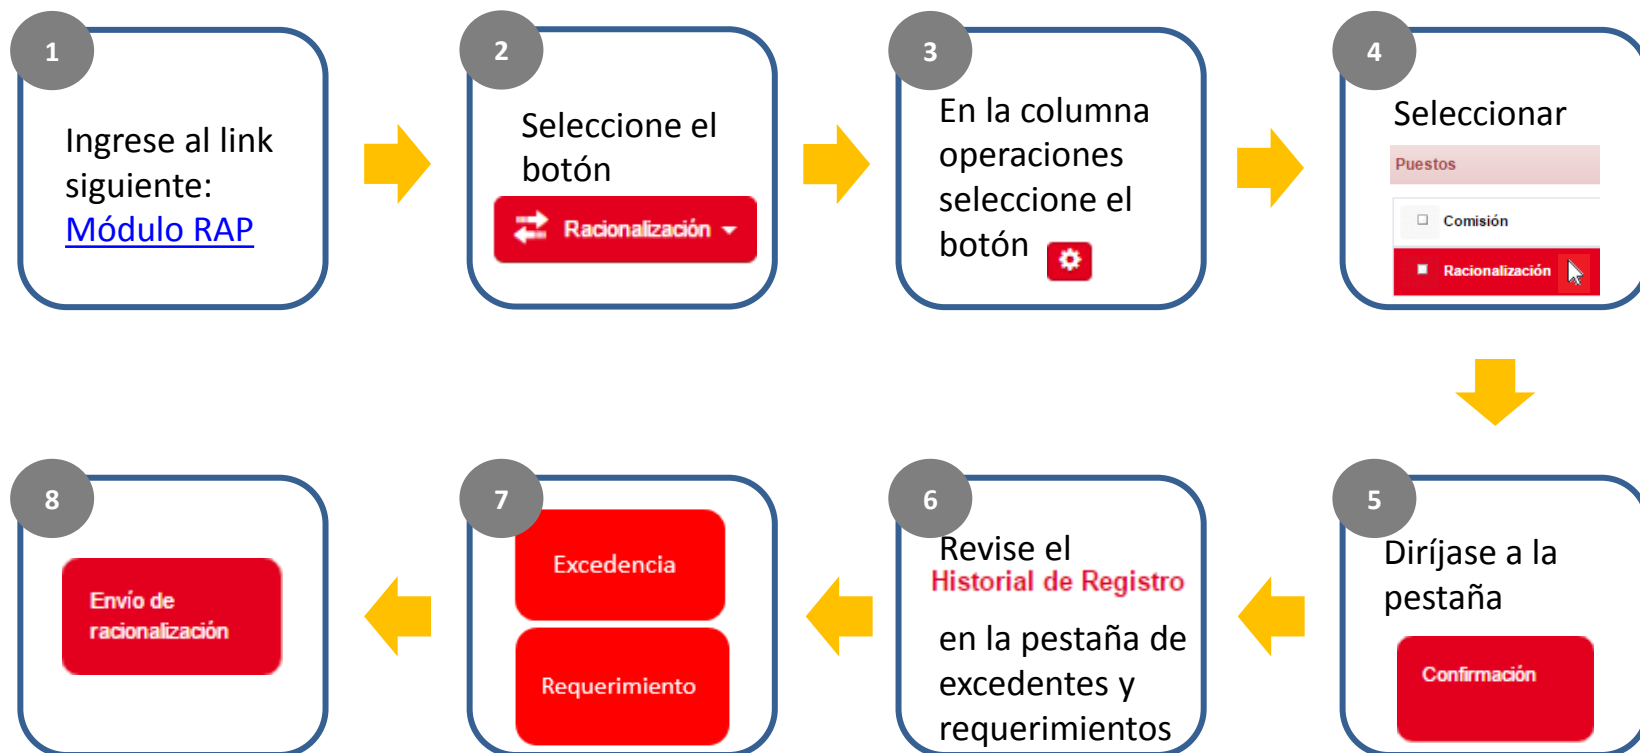 1
Ingrese al link
siguiente:
Módulo RAP
2
Seleccione el
botón
Racionalización
3
En la columna
operaciones
seleccione el
botón
4
Seleccionar
Puestos
Comisión
Racionalización
5
Diríjase a la
pestaña
Confirmación
6
Revise el
Historial de Registro
en la pestaña de
excedentes y
requerimientos
7
Excedencia
Requerimiento
8
Envío de
racionalización